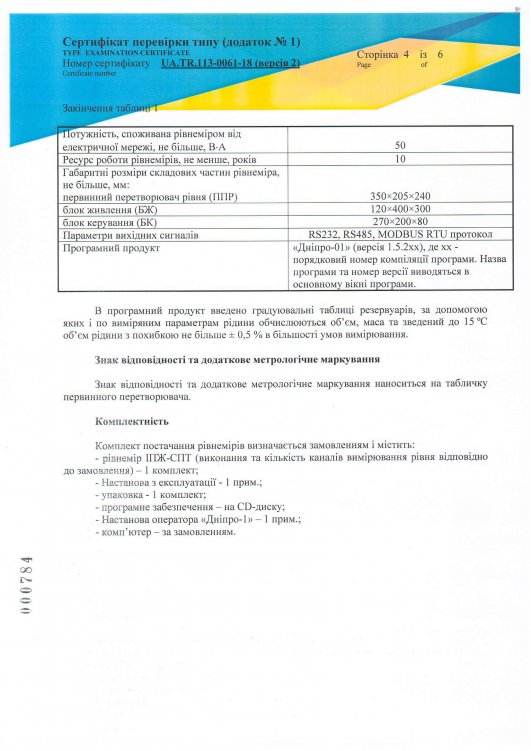 Сертифікат перевірки типу (додаток № 1)
TYPE EXAMINATION CERTIFICATE
Номер сертифікату UA.TR.113-0061-18 (версія 2)
Certificate number
Сторінка 4 із 6
Page of
Закінчення таблиці 1
Потужність, споживана рівнеміром від
електричної мережі, не більше, В·А 50
Ресурс роботи рівнемірів, не менше, років 10
Габаритні розміри складових частин рівнеміра,
не більше, мм:
первинний перетворювач рівня (ППР) 350×205×240
блок живлення (БЖ) 120×400×300
блок керування (БК) 270×200×80
Параметри вихідних сигналів RS232, RS485, MODBUS RTU протокол
Програмний продукт «Дніпро-01» (версія 1.5.2xx), де xx -
порядковий номер компіляції програми. Назва
програми та номер версії виводяться в
основному вікні програми.
В програмний продукт введено градуювальні таблиці резервуарів, за допомогою
яких і по виміряним параметрам рідини обчислюються об’єм, маса та зведений до 15 ºС
об’єм рідини з похибкою не більше ± 0,5 % в більшості умов вимірювання.
Знак відповідності та додаткове метрологічне маркування
Знак відповідності та додаткове метрологічне маркування наноситься на табличку
первинного перетворювача.
Комплектність
Комплект постачання рівнемірів визначається замовленням і містить:
- рівнемір ІПЖ-СПТ (виконання та кількість каналів вимірювання рівня відповідно
до замовлення) – 1 комплект;
- Настанова з експлуатації - 1 прим.;
- упаковка - 1 комплект;
- програмне забезпечення – на CD-диску;
- Настанова оператора «Дніпро-1» – 1 прим.;
- комп’ютер – за замовленням.
000784